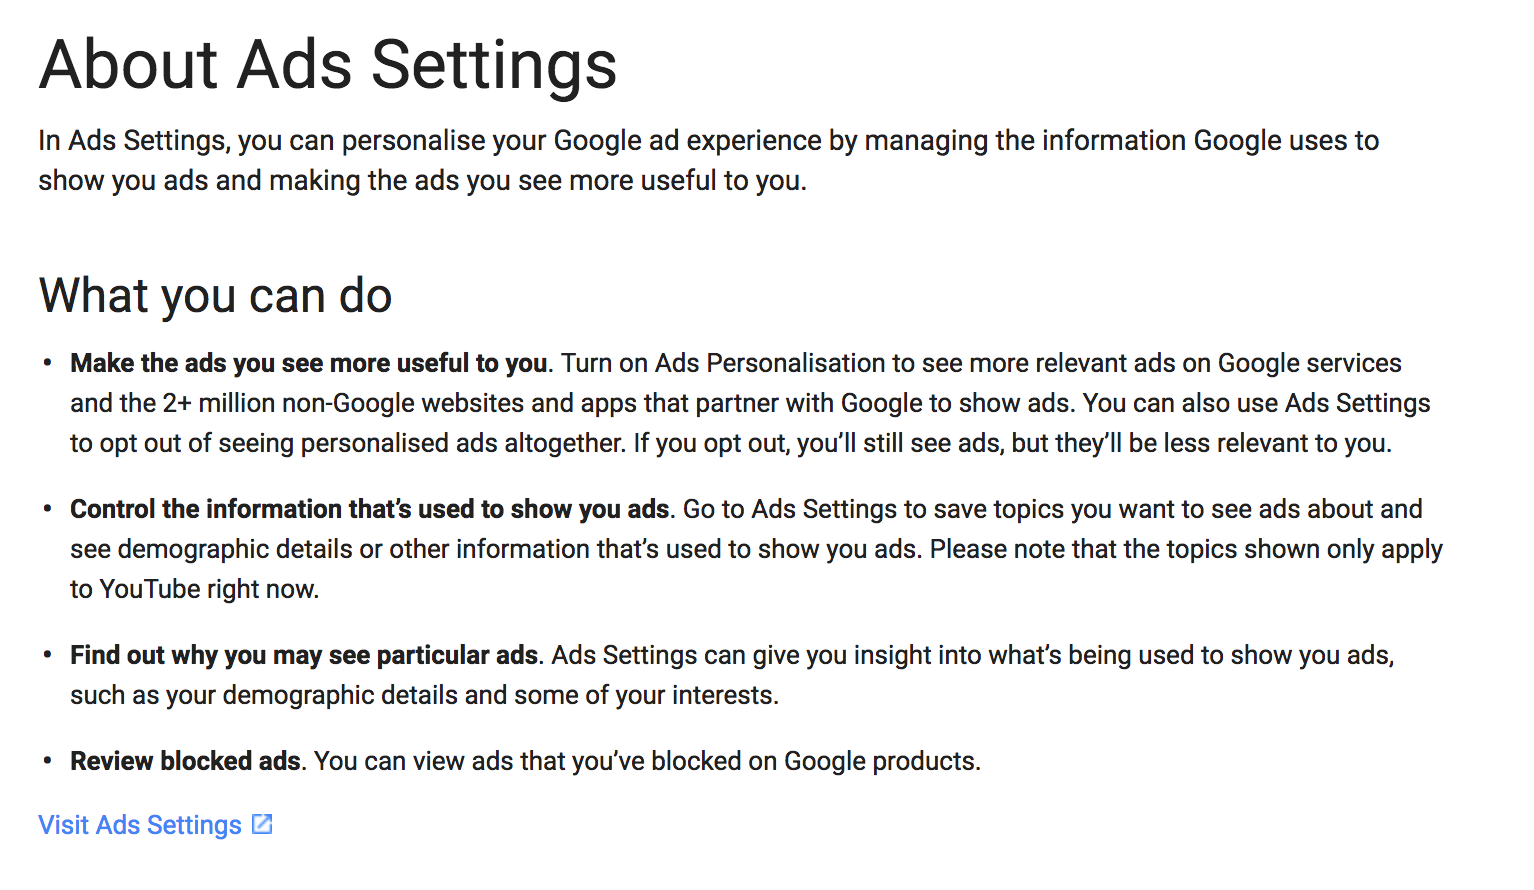 About Ads Settings
In Ads Settings, you can personalise your Google ad experience by managing the information Google uses to
show you ads and making the ads you see more useful to you.
What you can do
• Make the ads you see more useful to you. Turn on Ads Personalisation to see more relevant ads on Google services
and the 2+ million non-Google websites and apps that partner with Google to show ads. You can also use Ads Settings
to opt out of seeing personalised ads altogether. If you opt out, you’ll still see ads, but they’ll be less relevant to you.
• Control the information that’s used to show you ads. Go to Ads Settings to save topics you want to see ads about and
see demographic details or other information that’s used to show you ads. Please note that the topics shown only apply
to YouTube right now.
• Find out why you may see particular ads. Ads Settings can give you insight into what’s being used to show you ads,
such as your demographic details and some of your interests.
• Review blocked ads. You can view ads that you’ve blocked on Google products.
Visit Ads Settings